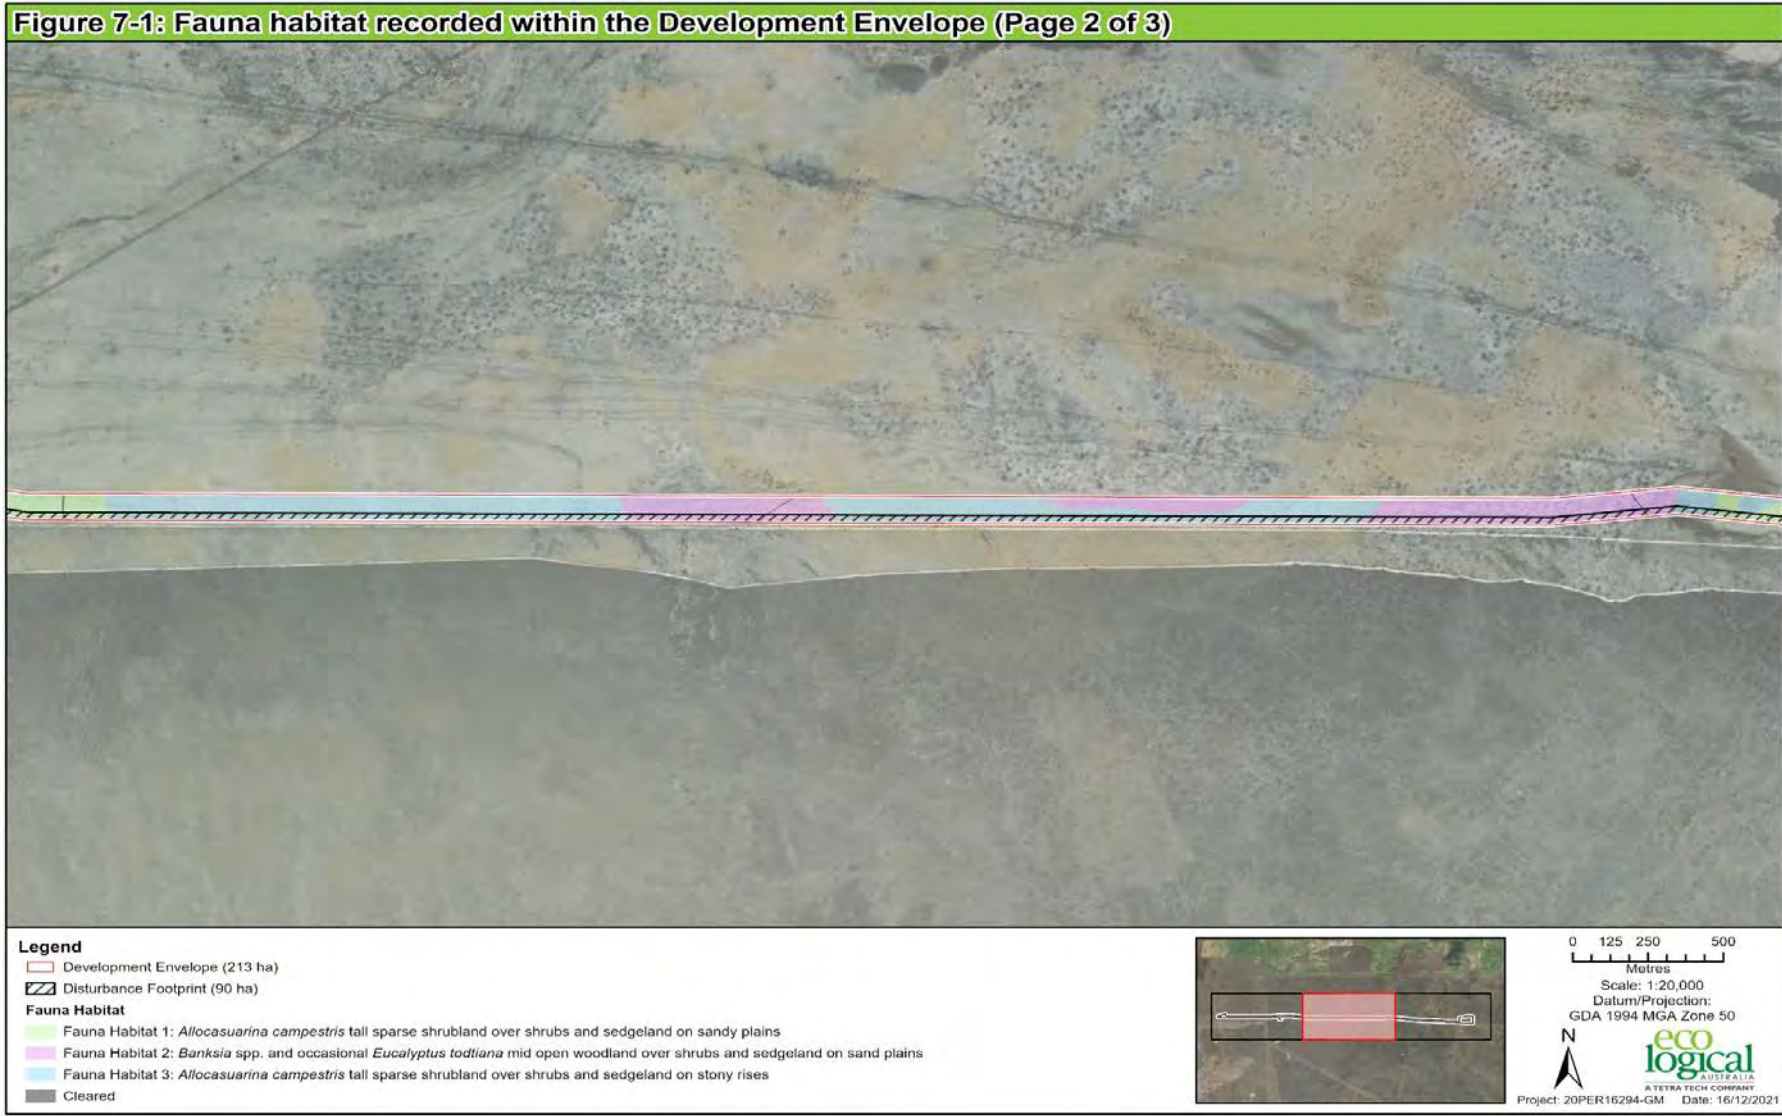 Figure 7-1: Fauna habitat recorded within the Development Envelope (Page 2 of 3)
Legend
Development Envelope (213 ha)
Disturbance Footprint (90 ha)
Fauna Habitat
Fauna Habitat 1: Allocasuarina campestris tall sparse shrubland over shrubs and sedgeland on sandy plains
Fauna Habitat 2: Banksia spp. and occasional Eucalyptus todtiana mid open woodland over shrubs and sedgeland on sand plains
Fauna Habitat 3: Allocasuarina campestris tall sparse shrubland over shrubs and sedgeland on stony rises
Cleared
0 125 250 500
Metres
Scale: 1:20,000
Datum/Projection:
GDA 1994 MGA Zone 50
N
eco
logical
AUSTRALIA
A TETRA TECH COMPANY
Project: 20PER16294-GM Date: 16/12/2021